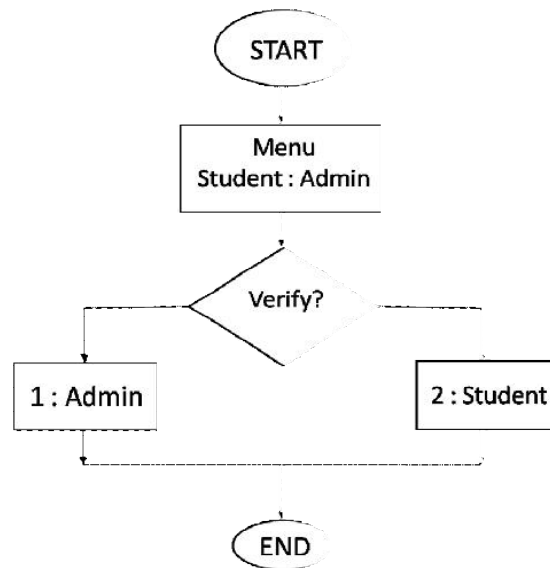 START
Menu
Student : Admin
Verify?
1 : Admin
2 : Student
END